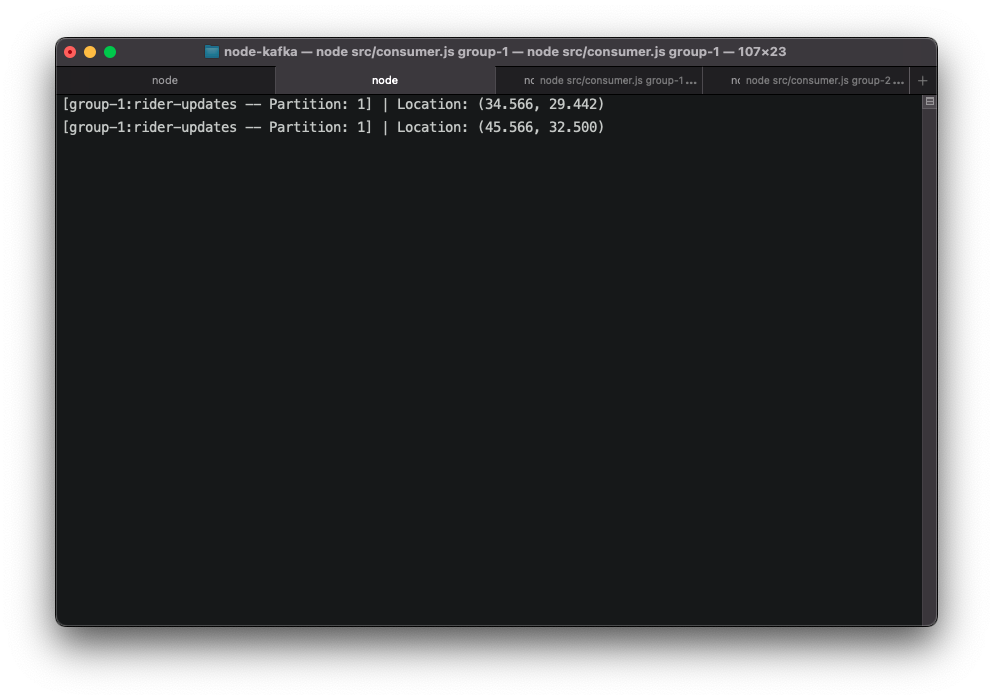 node-kafka — node src/consumer.js group-1 — node src/consumer.js group-1 — 107×23
node
node
nc node src/consumer.js group-1 ...
nc node src/consumer.js group-2 ...
+
[group-1:rider-updates -- Partition: 1] | Location: (34.566, 29.442)
[group-1:rider-updates -- Partition: 1] | Location: (45.566, 32.500)